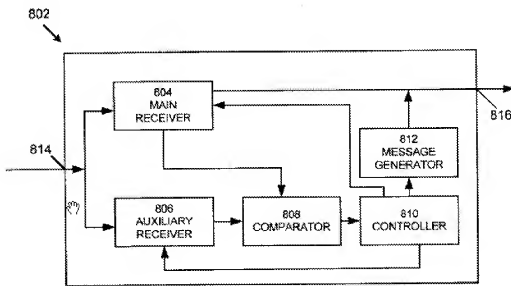 802
804
MAIN
RECEIVER
816
812
MESSAGE
GENERATOR
814
806
AUXILIARY
RECEIVER
808
COMPARATOR
810
CONTROLLER